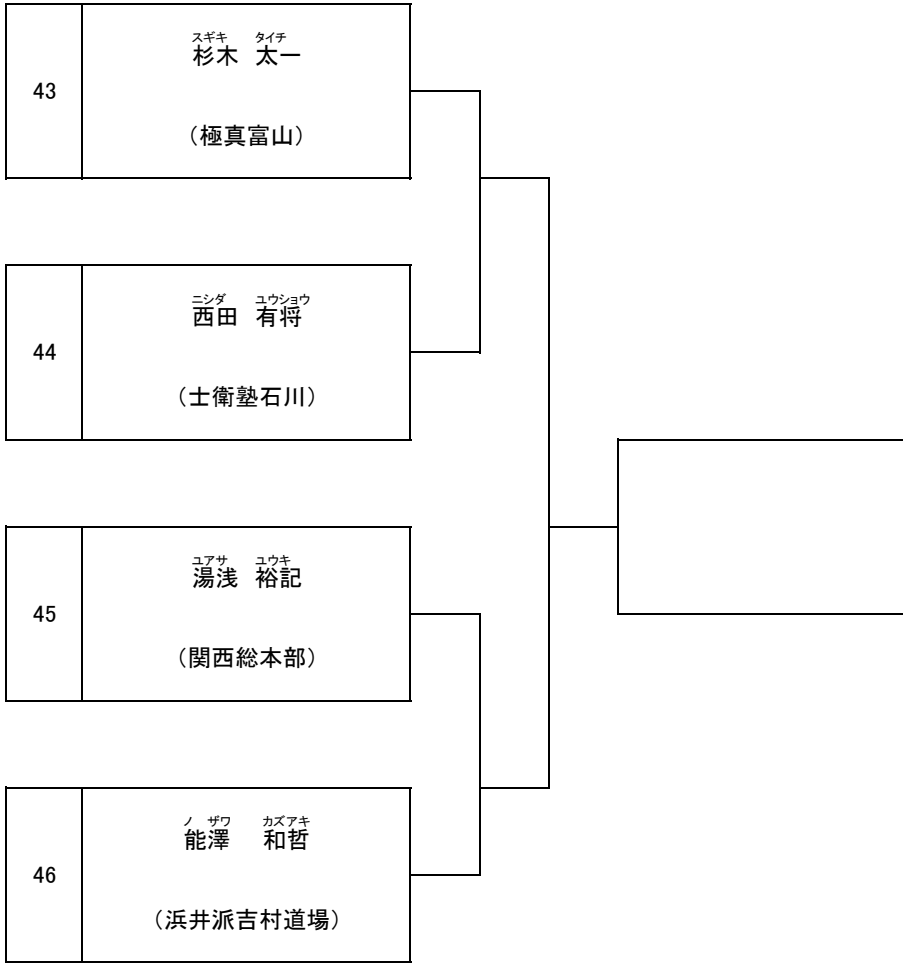 スギキ タイチ
43 杉木 太一
（極真富山）
ニシダ ユウショウ
44 西田 有将
（士衛塾石川）
ユアサ ユウキ
45 湯浅 裕記
（関西総本部）
ノ ザワ カズアキ
46 能澤 和哲
（浜井派吉村道場）